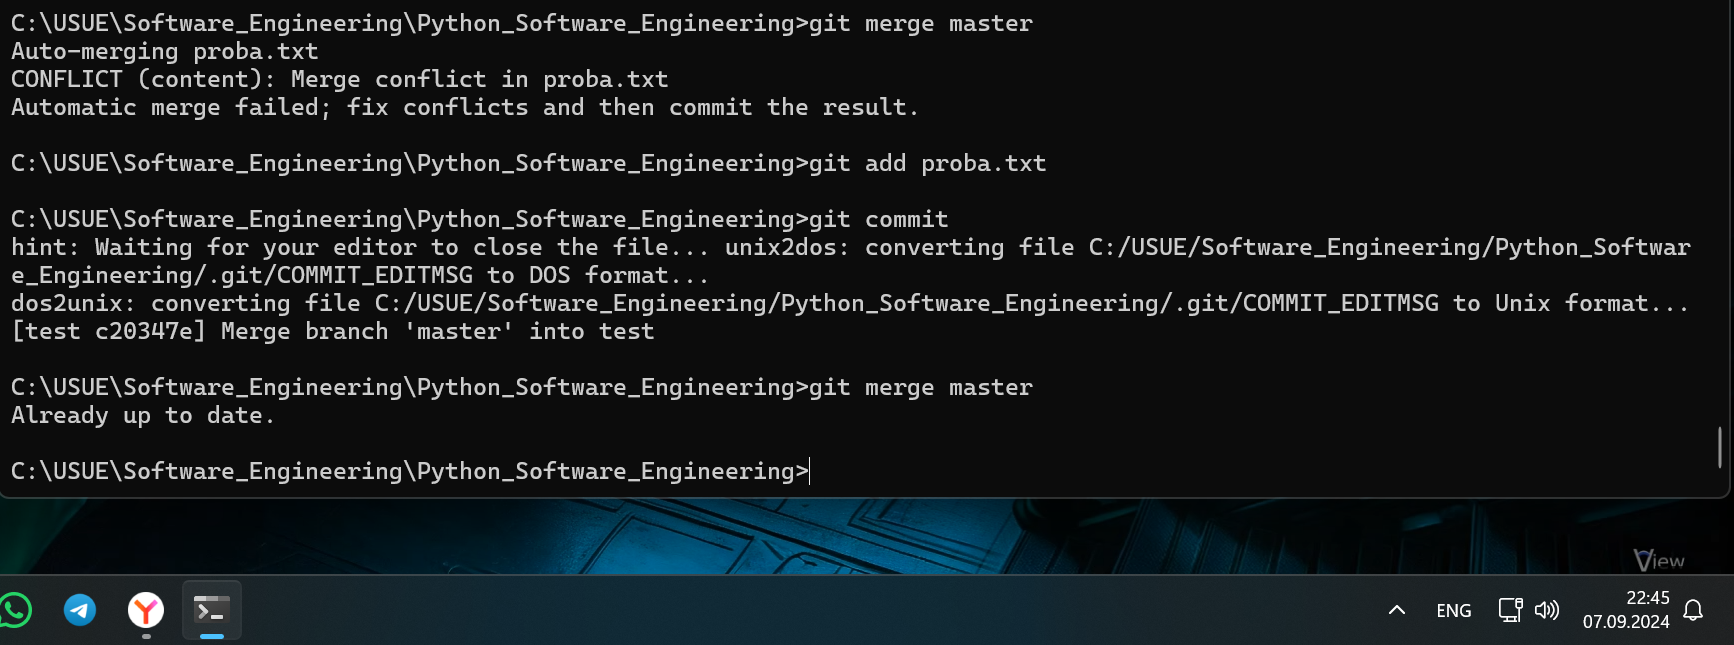 C:\USUE\Software_Engineering\Python_Software_Engineering>git merge master
Auto-merging proba.txt
CONFLICT (content): Merge conflict in proba.txt
Automatic merge failed; fix conflicts and then commit the result.
C:\USUE\Software_Engineering\Python_Software_Engineering>git add proba.txt
C:\USUE\Software_Engineering\Python_Software_Engineering>git commit
hint: Waiting for your editor to close the file... unix2dos: converting file C:/USUE/Software_Engineering/Python_Softwar
e_Engineering/.git/COMMIT_EDITMSG to DOS format...
dos2unix: converting file C:/USUE/Software_Engineering/Python_Software_Engineering/.git/COMMIT_EDITMSG to Unix format...
[test c20347e] Merge branch 'master' into test
C:\USUE\Software_Engineering\Python_Software_Engineering>git merge master
Already up to date.
C:\USUE\Software_Engineering\Python_Software_Engineering>
View
ENG
22:45
07.09.2024